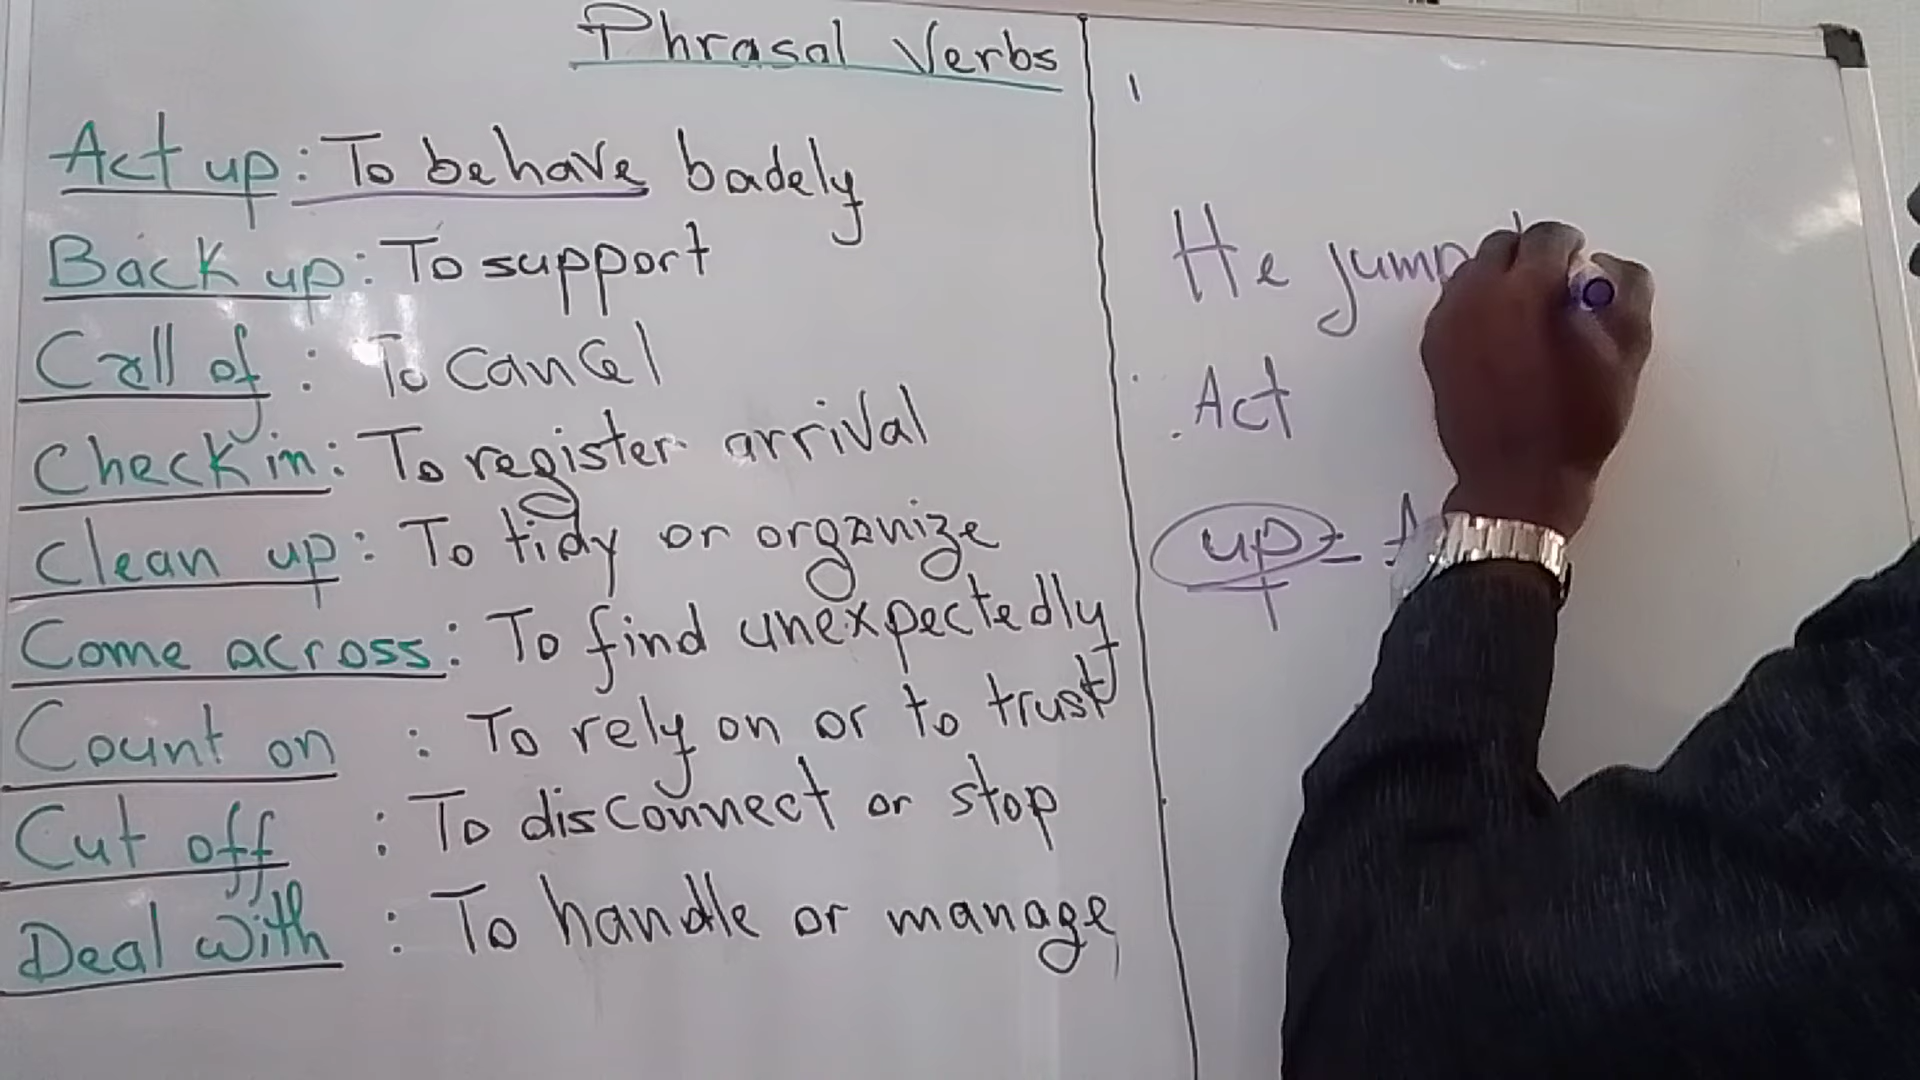 Phrasal Verbs
Act up: To behave badely
Back up: To support
Call of: To cancel
Check in: To register arrival
Clean up: To tidy or organize
Come across: To find unexpectedly
Count on: To rely on or to trust
Cut off: To disconnect or stop
Deal with: To handle or manage
He jump
Act
up =